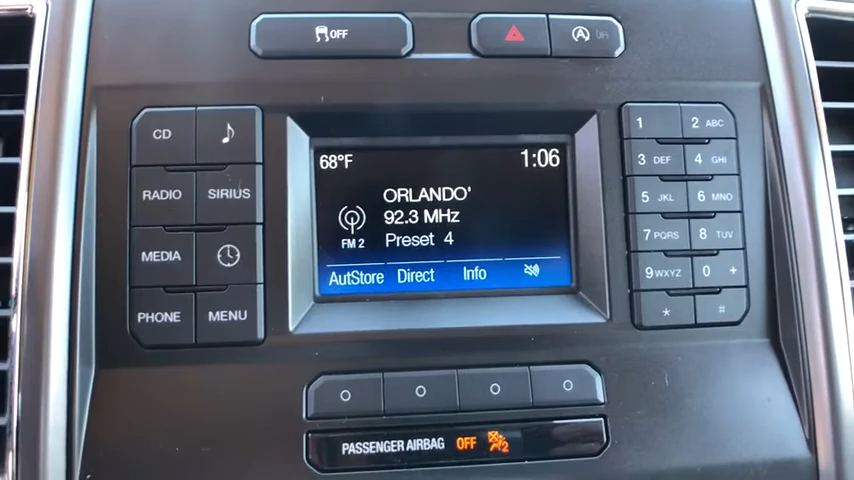 OFF
A OFF
CD
RADIO SIRIUS
MEDIA
PHONE MENU
68°F 1:06
ORLANDO'
92.3 MHz
FM 2 Preset 4
AutStore Direct Info
1 2 ABC
3 DEF 4 GHI
5 JKL 6 MNO
7 PQRS 8 TUV
9 WXYZ 0 +
* #
PASSENGER AIRBAG OFF 2